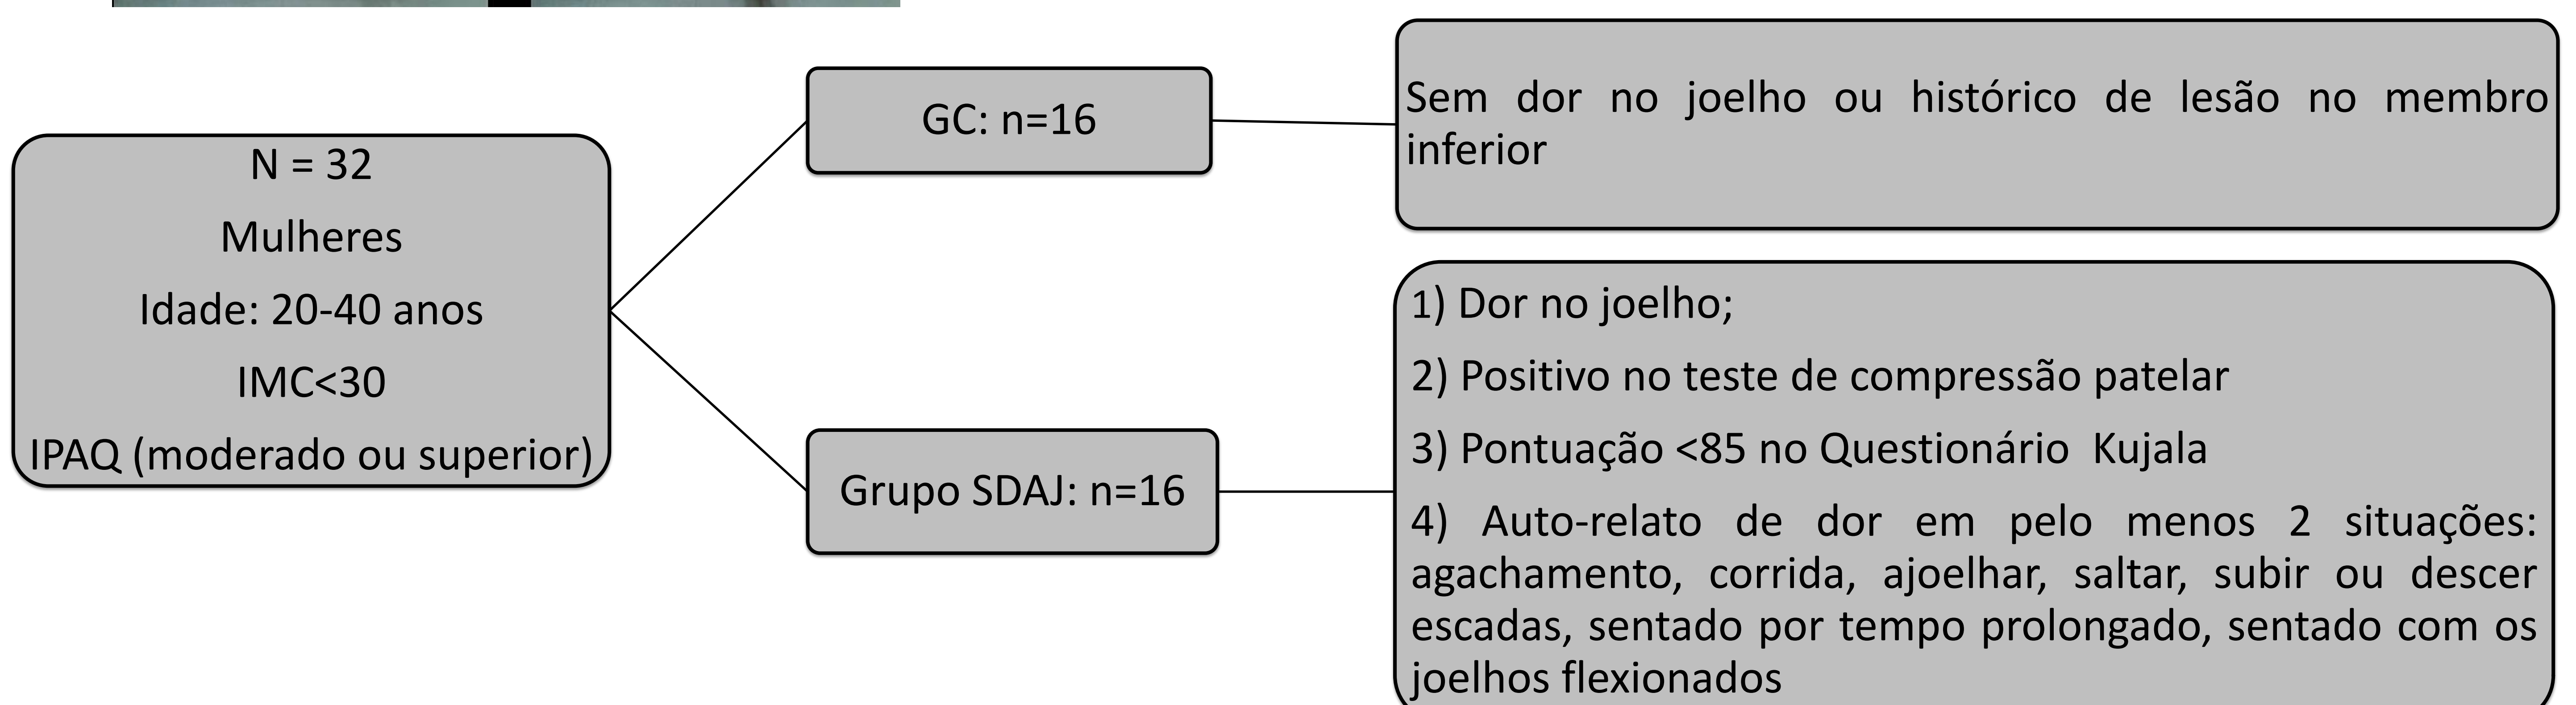 N = 32
Mulheres
Idade: 20-40 anos
IMC<30
IPAQ (moderado ou superior)
GC: n=16
Sem dor no joelho ou histórico de lesão no membro
inferior
Grupo SDAJ: n=16
1) Dor no joelho;
2) Positivo no teste de compressão patelar
3) Pontuação <85 no Questionário  Kujala
4) Auto-relato de dor em pelo menos 2 situações:
agachamento, corrida, ajoelhar, saltar, subir ou descer
escadas, sentado por tempo prolongado, sentado com os
joelhos flexionados